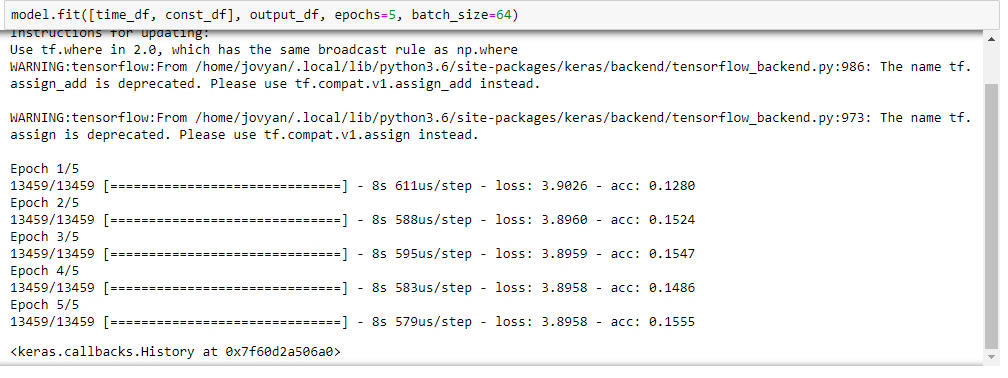 model.fit([time_df, const_df], output_df, epochs=5, batch_size=64)
Instructions for updating:
Use tf.where in 2.0, which has the same broadcast rule as np.where
WARNING:tensorflow:From /home/jovyan/.local/lib/python3.6/site-packages/keras/backend/tensorflow_backend.py:986: The name tf.
assign_add is deprecated. Please use tf.compat.v1.assign_add instead.
WARNING:tensorflow:From /home/jovyan/.local/lib/python3.6/site-packages/keras/backend/tensorflow_backend.py:973: The name tf.
assign is deprecated. Please use tf.compat.v1.assign instead.
Epoch 1/5
13459/13459 [==============================] - 8s 611us/step - loss: 3.9026 - acc: 0.1280
Epoch 2/5
13459/13459 [==============================] - 8s 588us/step - loss: 3.8960 - acc: 0.1524
Epoch 3/5
13459/13459 [==============================] - 8s 595us/step - loss: 3.8959 - acc: 0.1547
Epoch 4/5
13459/13459 [==============================] - 8s 583us/step - loss: 3.8958 - acc: 0.1486
Epoch 5/5
13459/13459 [==============================] - 8s 579us/step - loss: 3.8958 - acc: 0.1555
<keras.callbacks.History at 0x7f60d2a506a0>